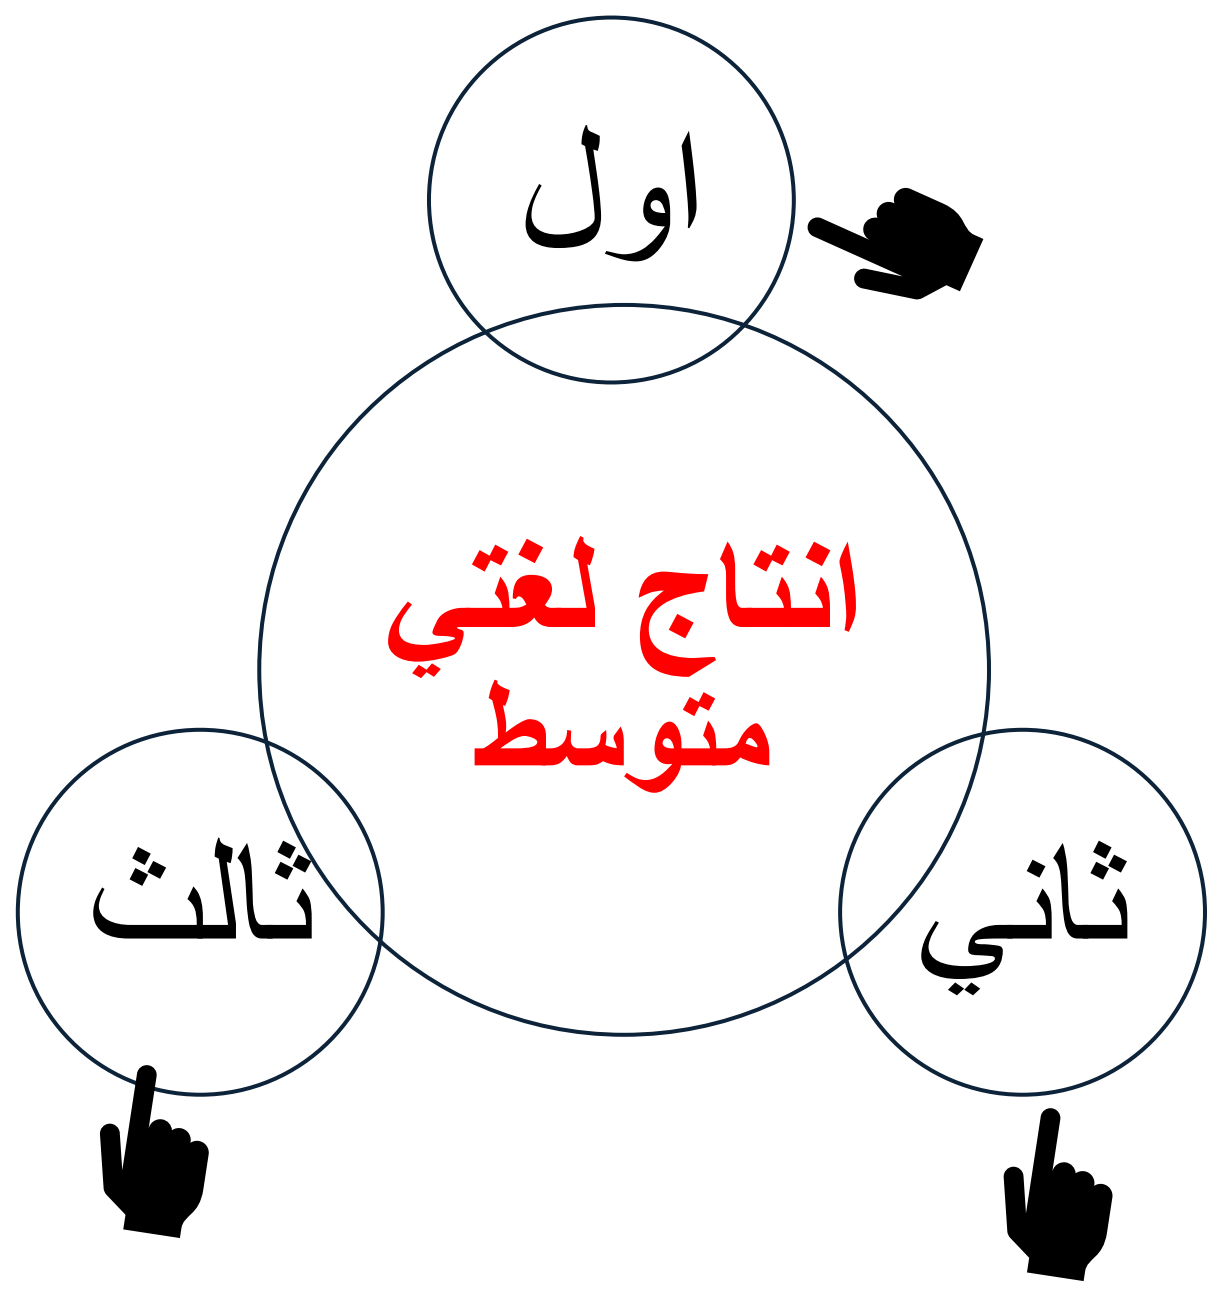 اول
انتاج لغتي
متوسط
ثاني
ثالث